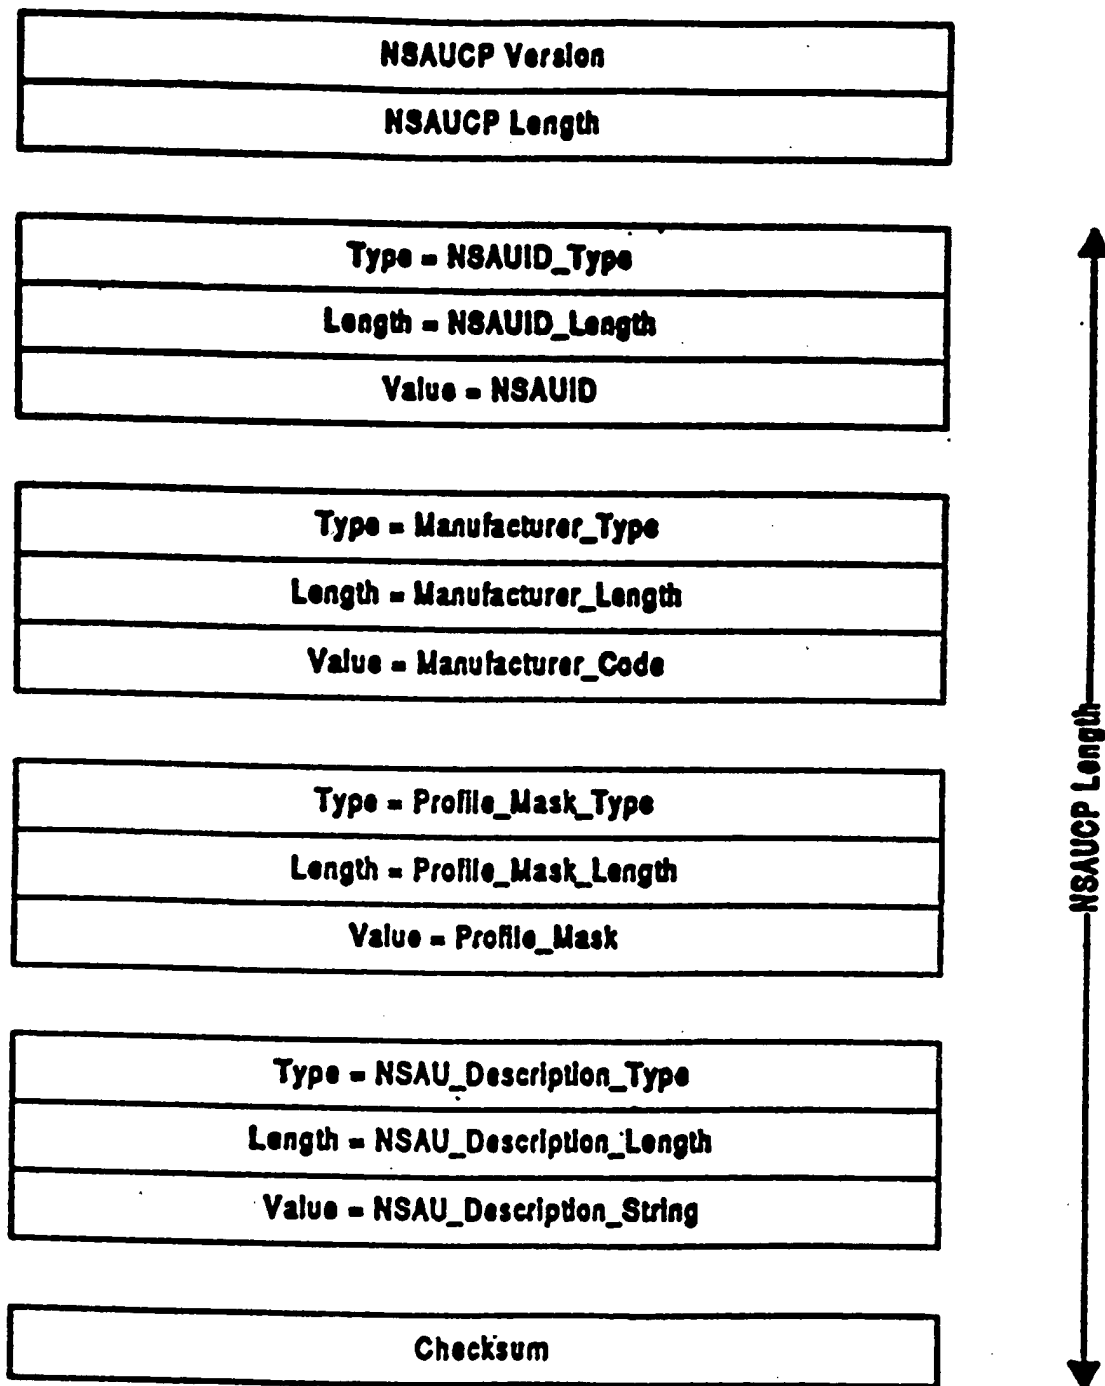 NSAUCP Version
NSAUCP Length
Type = NSAUID_Type
Length = NSAUID_Length
Value = NSAUID
Type = Manufacturer_Type
Length = Manufacturer_Length
Value = Manufacturer_Code
Type = Profile_Mask_Type
Length = Profile_Mask_Length
Value = Profile_Mask
Type = NSAU_Description_Type
Length = NSAU_Description_Length
Value = NSAU_Description_String
Checksum
NSAUCP Length